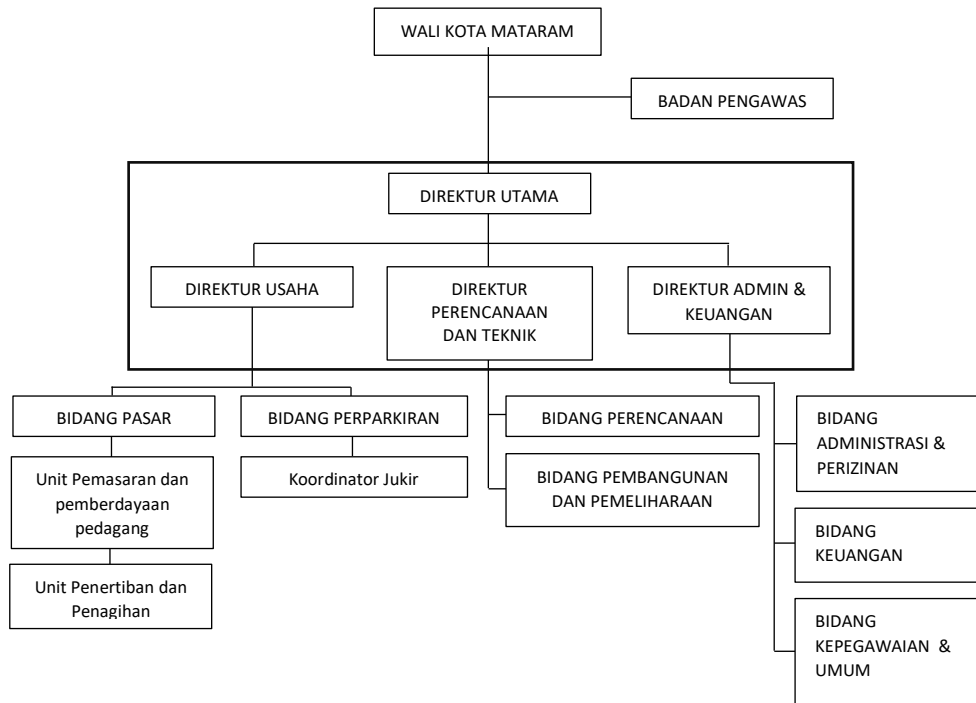 WALI KOTA MATARAM
BADAN PENGAWAS
DIREKTUR UTAMA
DIREKTUR USAHA
DIREKTUR
PERENCANAAN
DAN TEKNIK
DIREKTUR ADMIN &
KEUANGAN
BIDANG PASAR
BIDANG PERPARKIRAN
BIDANG PERENCANAAN
BIDANG
ADMINISTRASI &
PERIZINAN
Unit Pemasaran dan
pemberdayaan
pedagang
Koordinator Jukir
BIDANG PEMBANGUNAN
DAN PEMELIHARAAN
BIDANG
KEUANGAN
Unit Penertiban dan
Penagihan
BIDANG
KEPEGAWAIAN &
UMUM